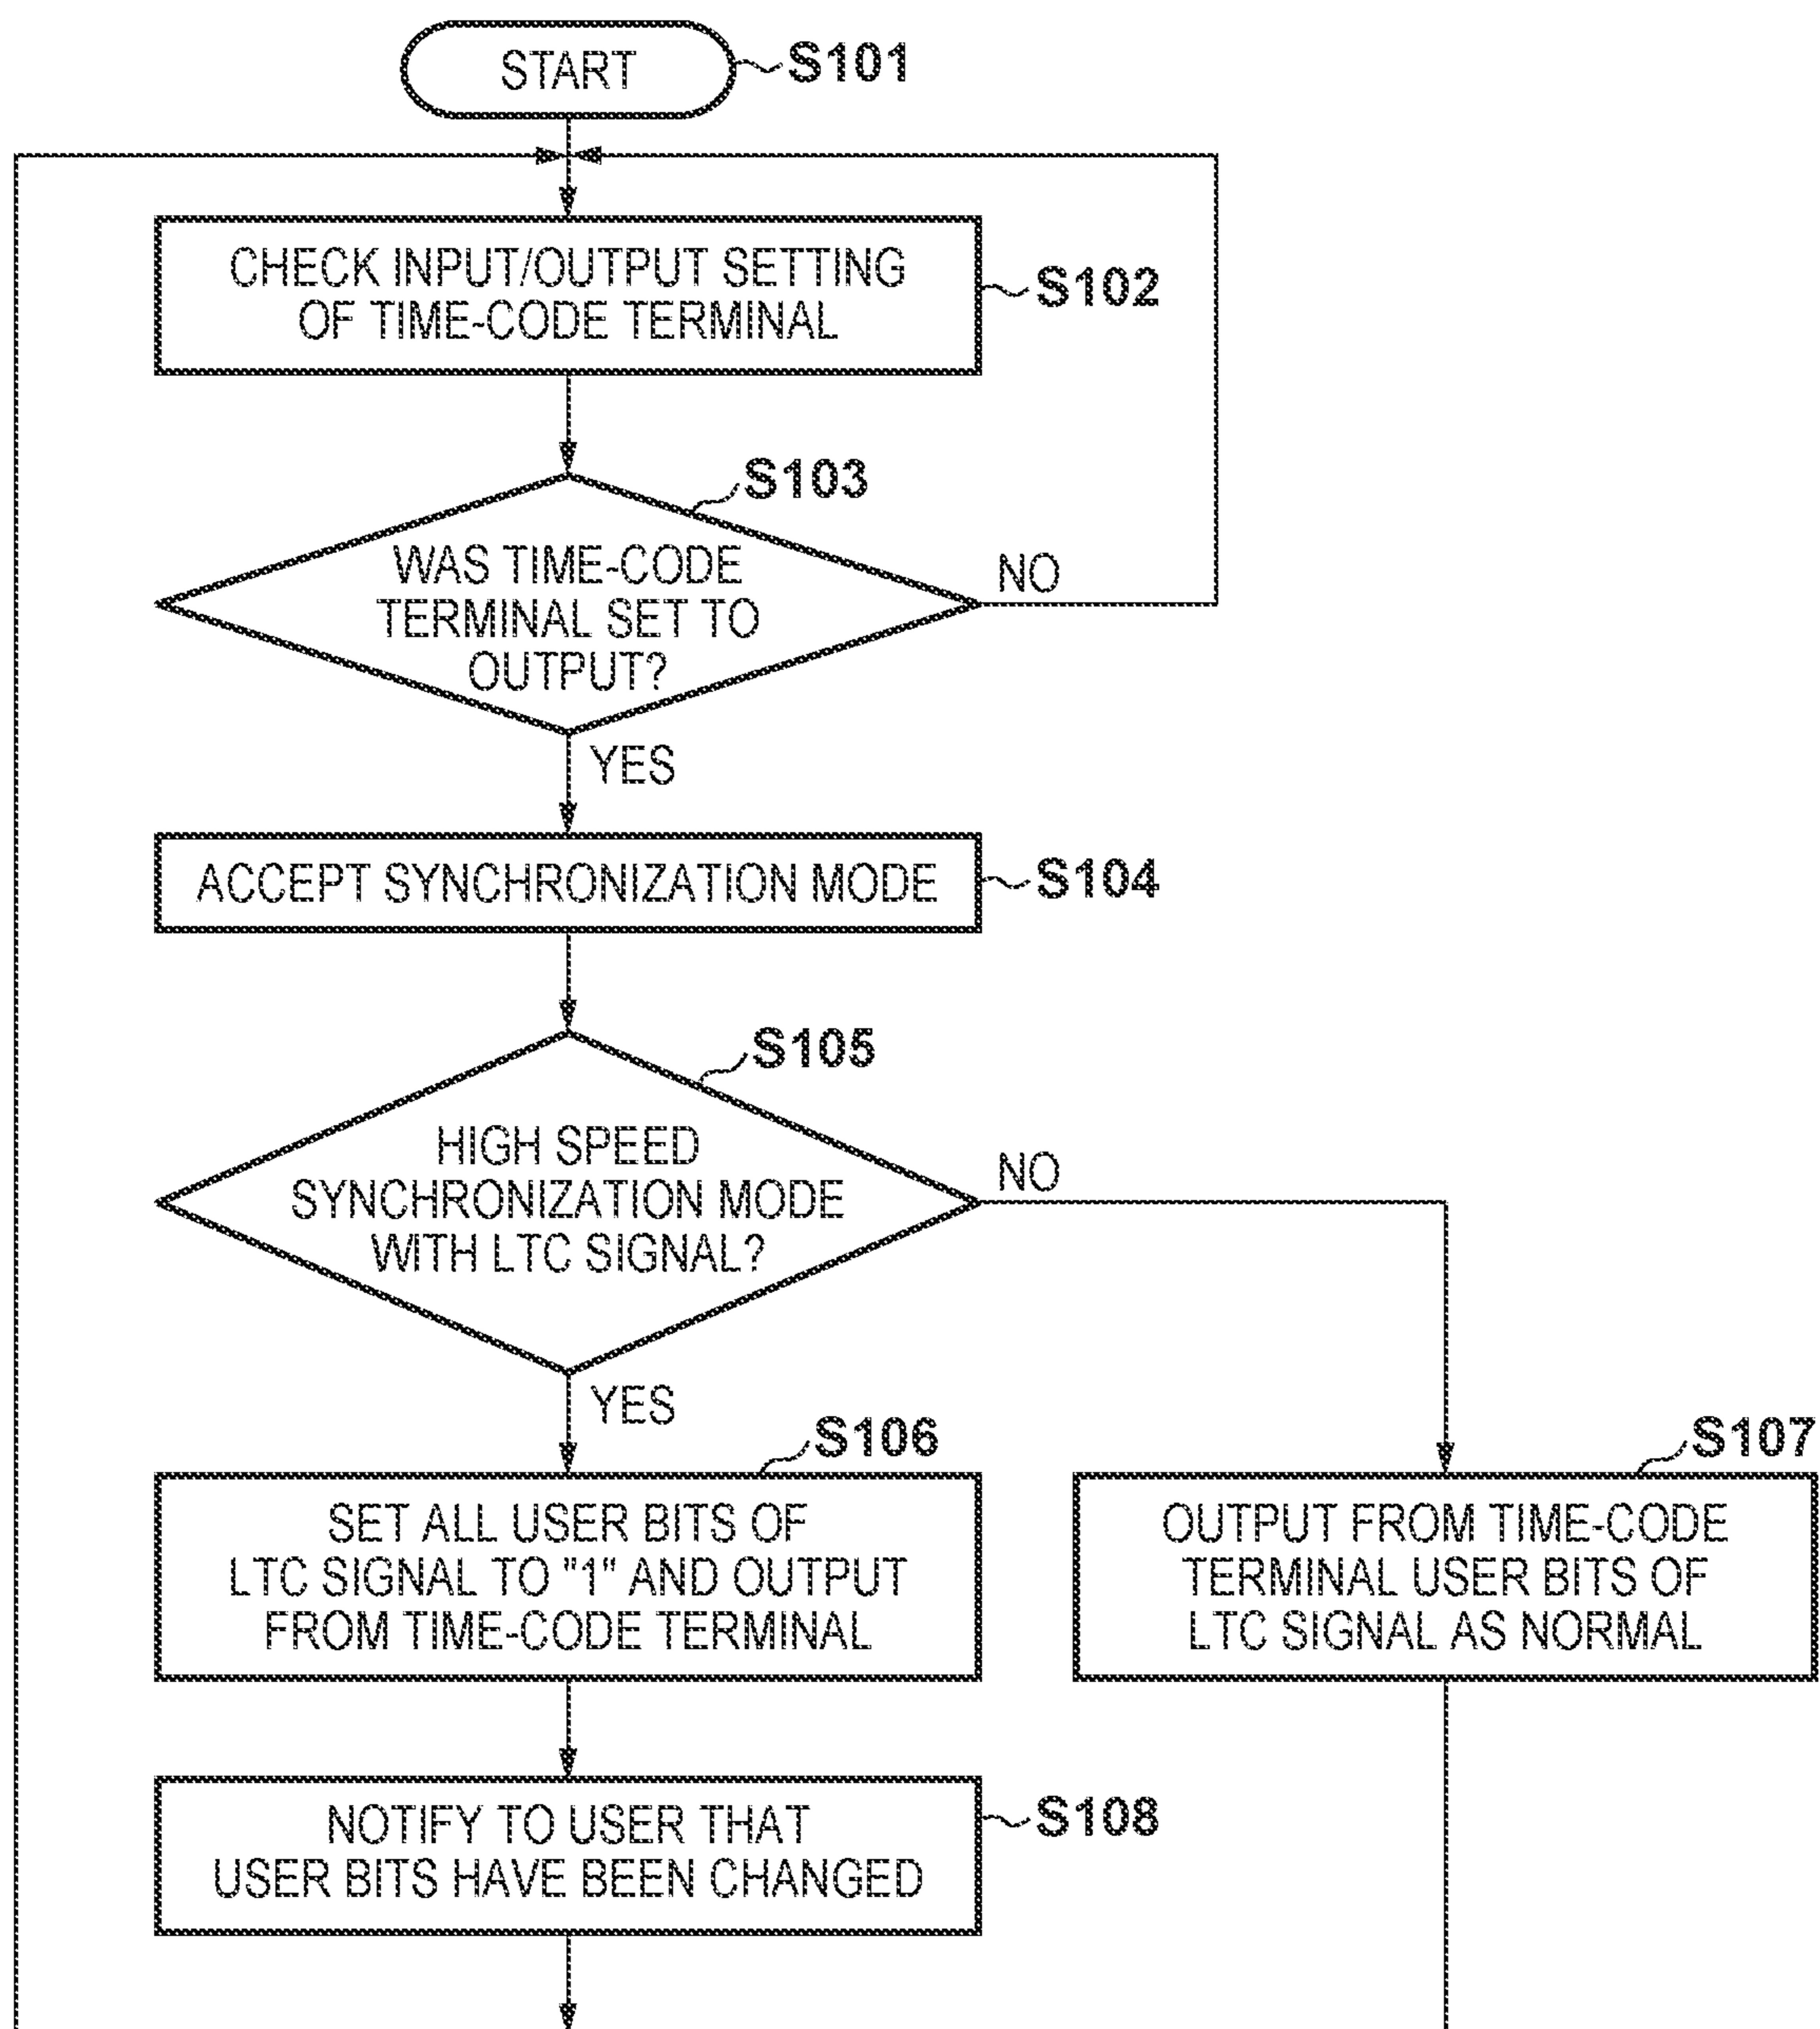 START
S101
CHECK INPUT/OUTPUT SETTING
OF TIME-CODE TERMINAL
S102
S103
WAS TIME-CODE
TERMINAL SET TO
OUTPUT?
NO
YES
ACCEPT SYNCHRONIZATION MODE
S104
S105
HIGH SPEED
SYNCHRONIZATION MODE
WITH LTC SIGNAL?
NO
YES
S106
SET ALL USER BITS OF
LTC SIGNAL TO "1" AND OUTPUT
FROM TIME-CODE TERMINAL
S107
OUTPUT FROM TIME-CODE
TERMINAL USER BITS OF
LTC SIGNAL AS NORMAL
NOTIFY TO USER THAT
USER BITS HAVE BEEN CHANGED
S108